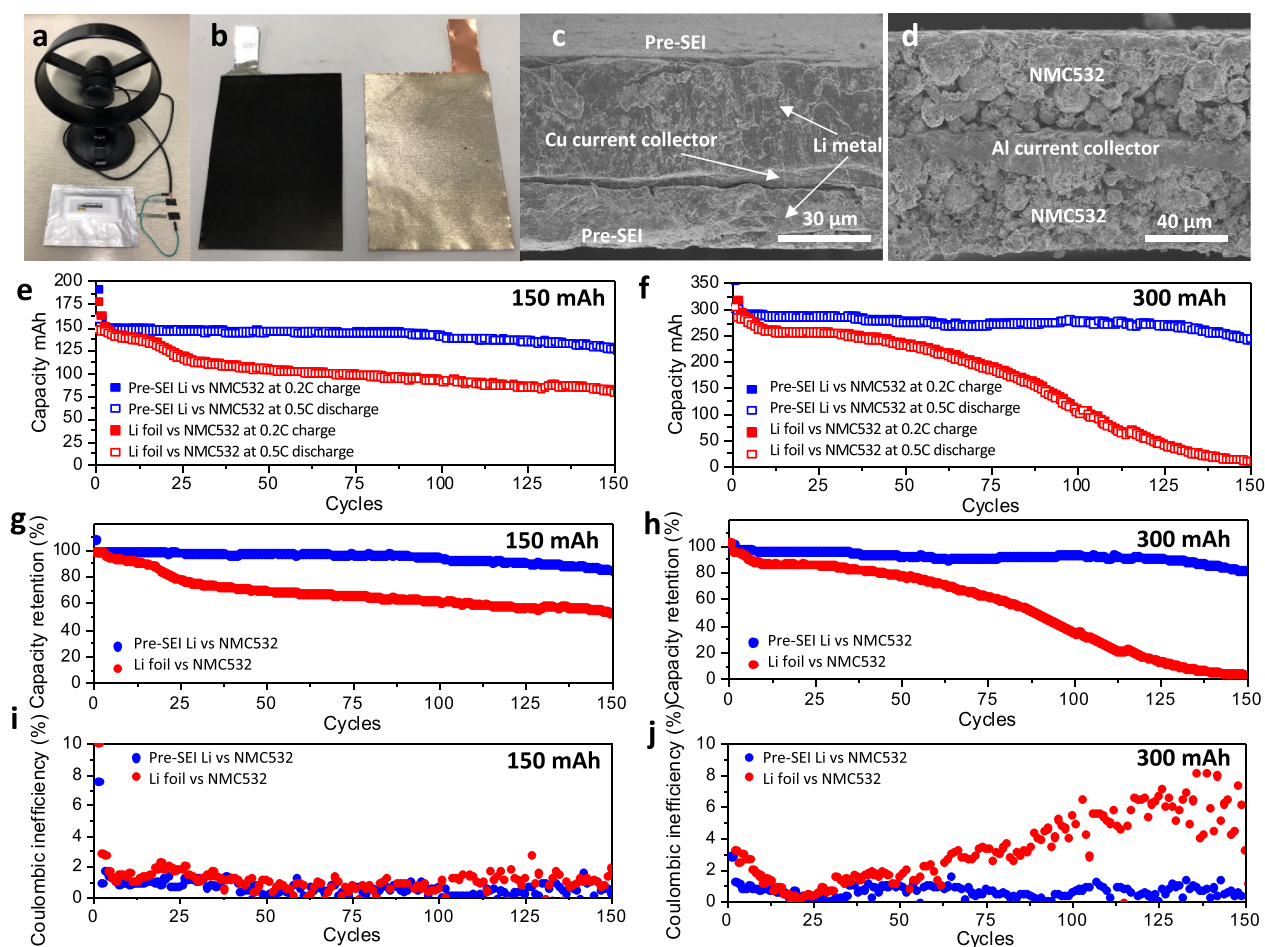 a
b
c
d
Pre-SEI
Cu current collector
Li metal
30 µm
Pre-SEI
NMC532
Al current collector
NMC532
40 µm
e
150 mAh
Capacity mAh
200
175
150
125
100
75
50
25
0
Pre-SEI Li vs NMC532 at 0.2C charge
Pre-SEI Li vs NMC532 at 0.5C discharge
Li foil vs NMC532 at 0.2C charge
Li foil vs NMC532 at 0.5C discharge
0 25 50 75 100 125 150
Cycles
f
300 mAh
Capacity mAh
350
300
250
200
150
100
50
0
Pre-SEI Li vs NMC532 at 0.2C charge
Pre-SEI Li vs NMC532 at 0.5C discharge
Li foil vs NMC532 at 0.2C charge
Li foil vs NMC532 at 0.5C discharge
0 25 50 75 100 125 150
Cycles
g
150 mAh
Capacity retention (%)
100
80
60
40
20
0
Pre-SEI Li vs NMC532
Li foil vs NMC532
0 25 50 75 100 125 150
Cycles
h
300 mAh
Capacity retention (%)
100
80
60
40
20
0
Pre-SEI Li vs NMC532
Li foil vs NMC532
0 25 50 75 100 125 150
Cycles
i
150 mAh
Coulombic inefficiency (%)
10
8
6
4
2
0
Pre-SEI Li vs NMC532
Li foil vs NMC532
0 25 50 75 100 125 150
Cycles
j
300 mAh
Coulombic inefficiency (%)
10
8
6
4
2
0
Pre-SEI Li vs NMC532
Li foil vs NMC532
0 25 50 75 100 125 150
Cycles